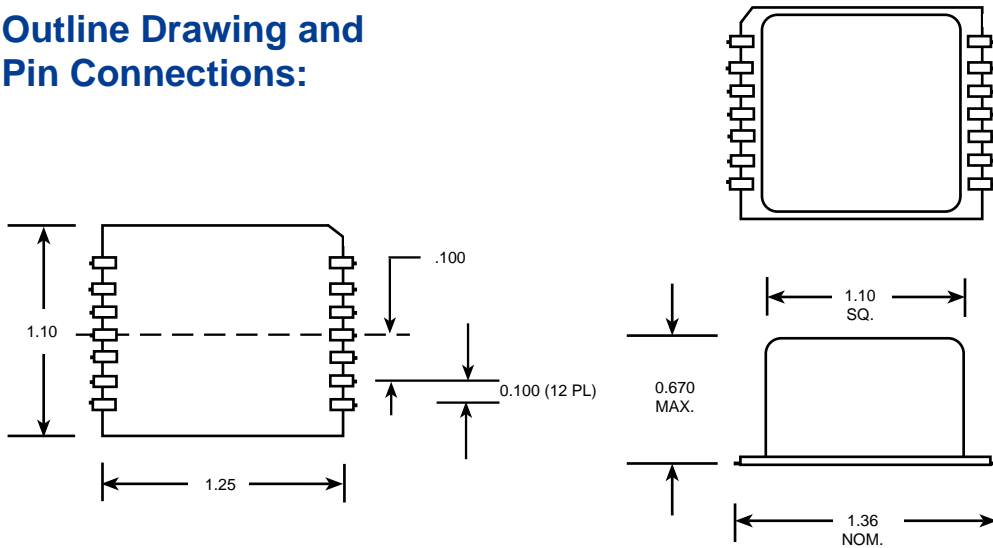 Outline Drawing and
Pin Connections:
.100
1.10
0.100 (12 PL)
1.25
1.10
SQ.
0.670
MAX.
1.36
NOM.